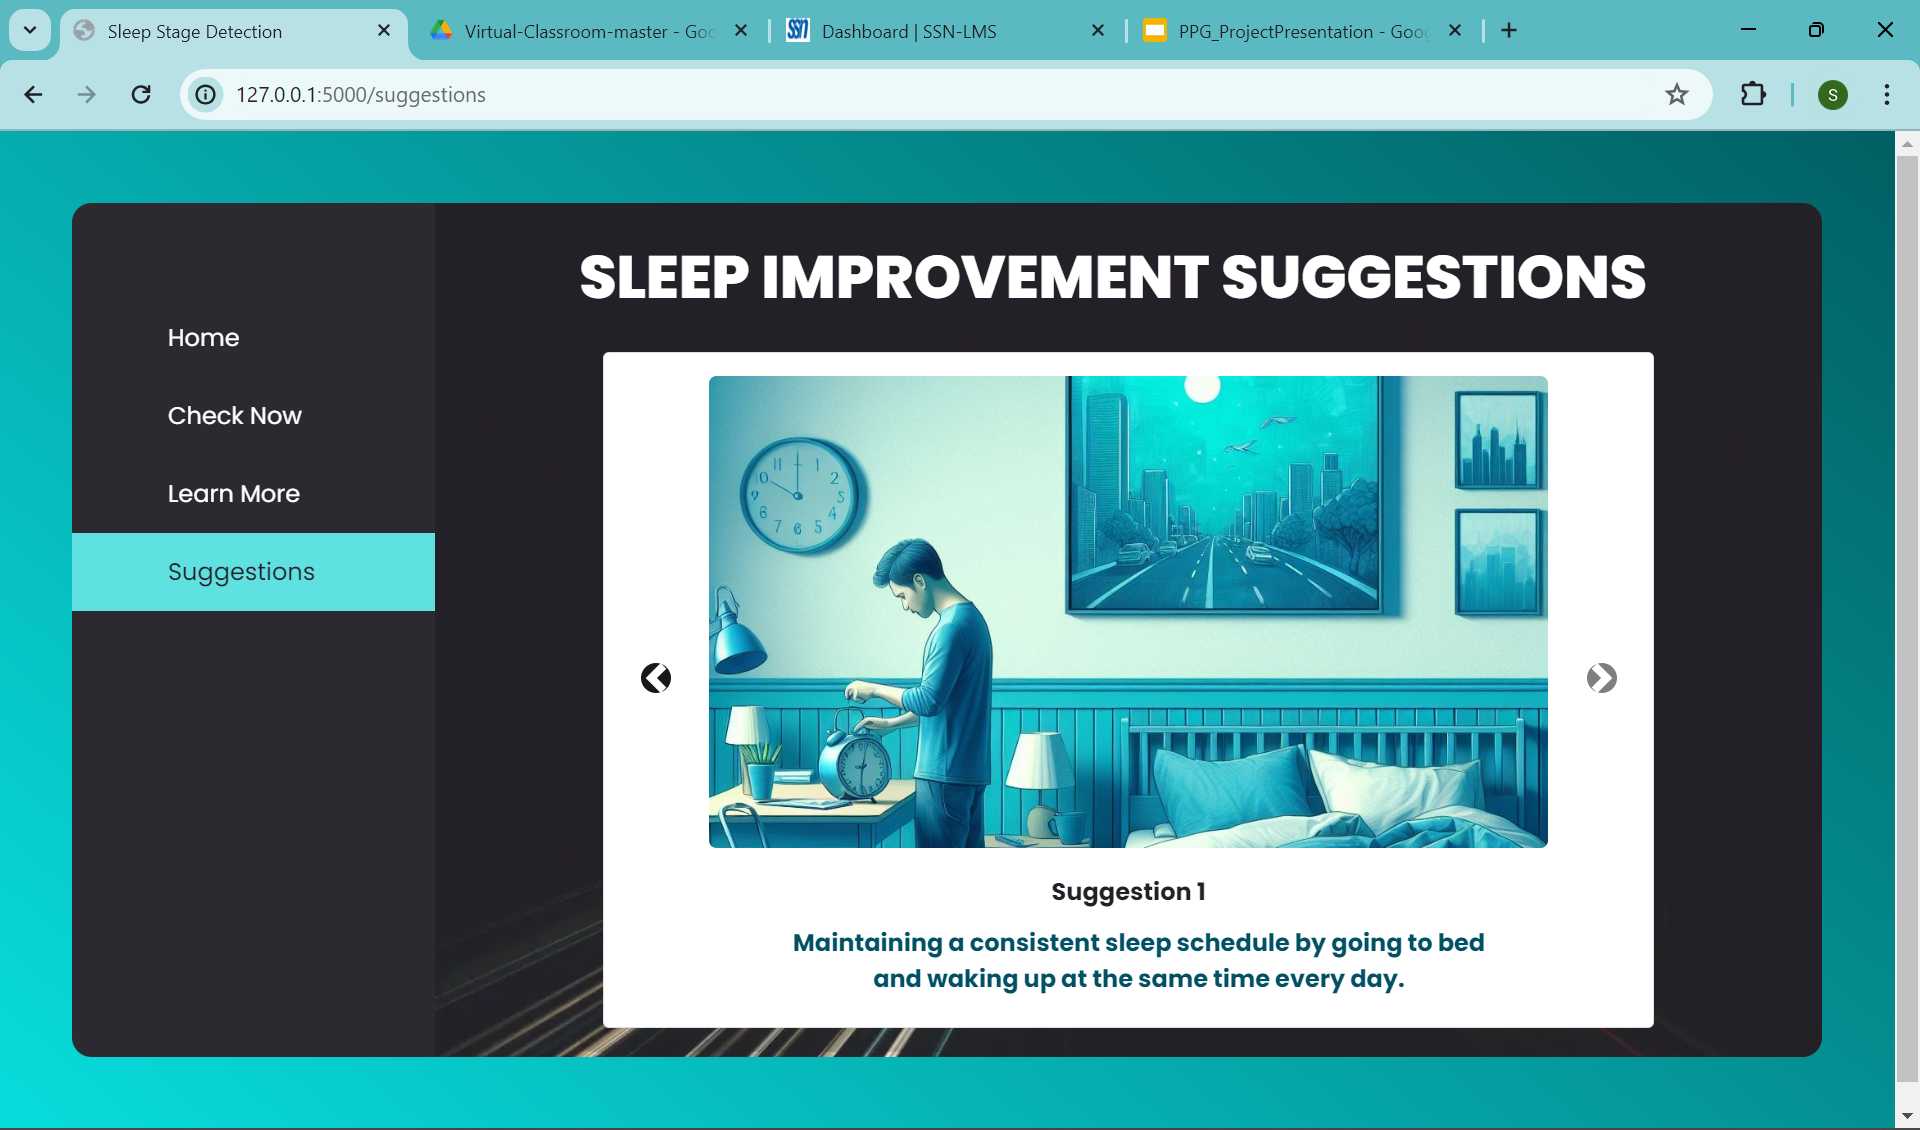 Sleep Stage Detection
Virtual-Classroom-master - Goo
Dashboard | SSN-LMS
PPG_ProjectPresentation - Goo
127.0.0.1:5000/suggestions
S
SLEEP IMPROVEMENT SUGGESTIONS
Home
Check Now
Learn More
Suggestions
Suggestion 1
Maintaining a consistent sleep schedule by going to bed
and waking up at the same time every day.